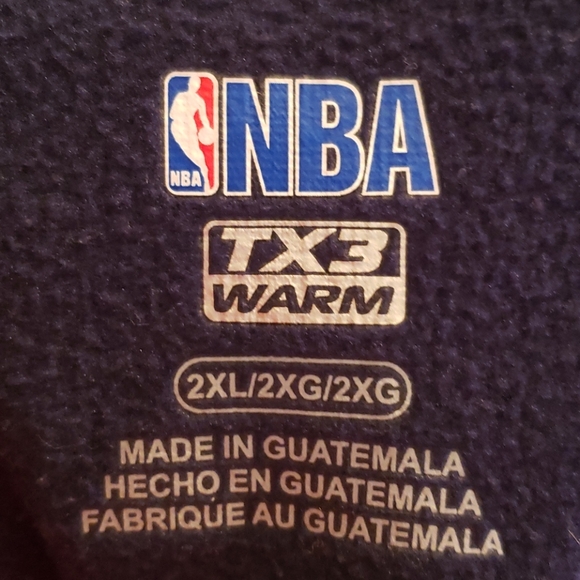 NBA NBA
TX3
WARM
2XL/2XG/2XG
MADE IN GUATEMALA
HECHO EN GUATEMALA
FABRIQUE AU GUATEMALA